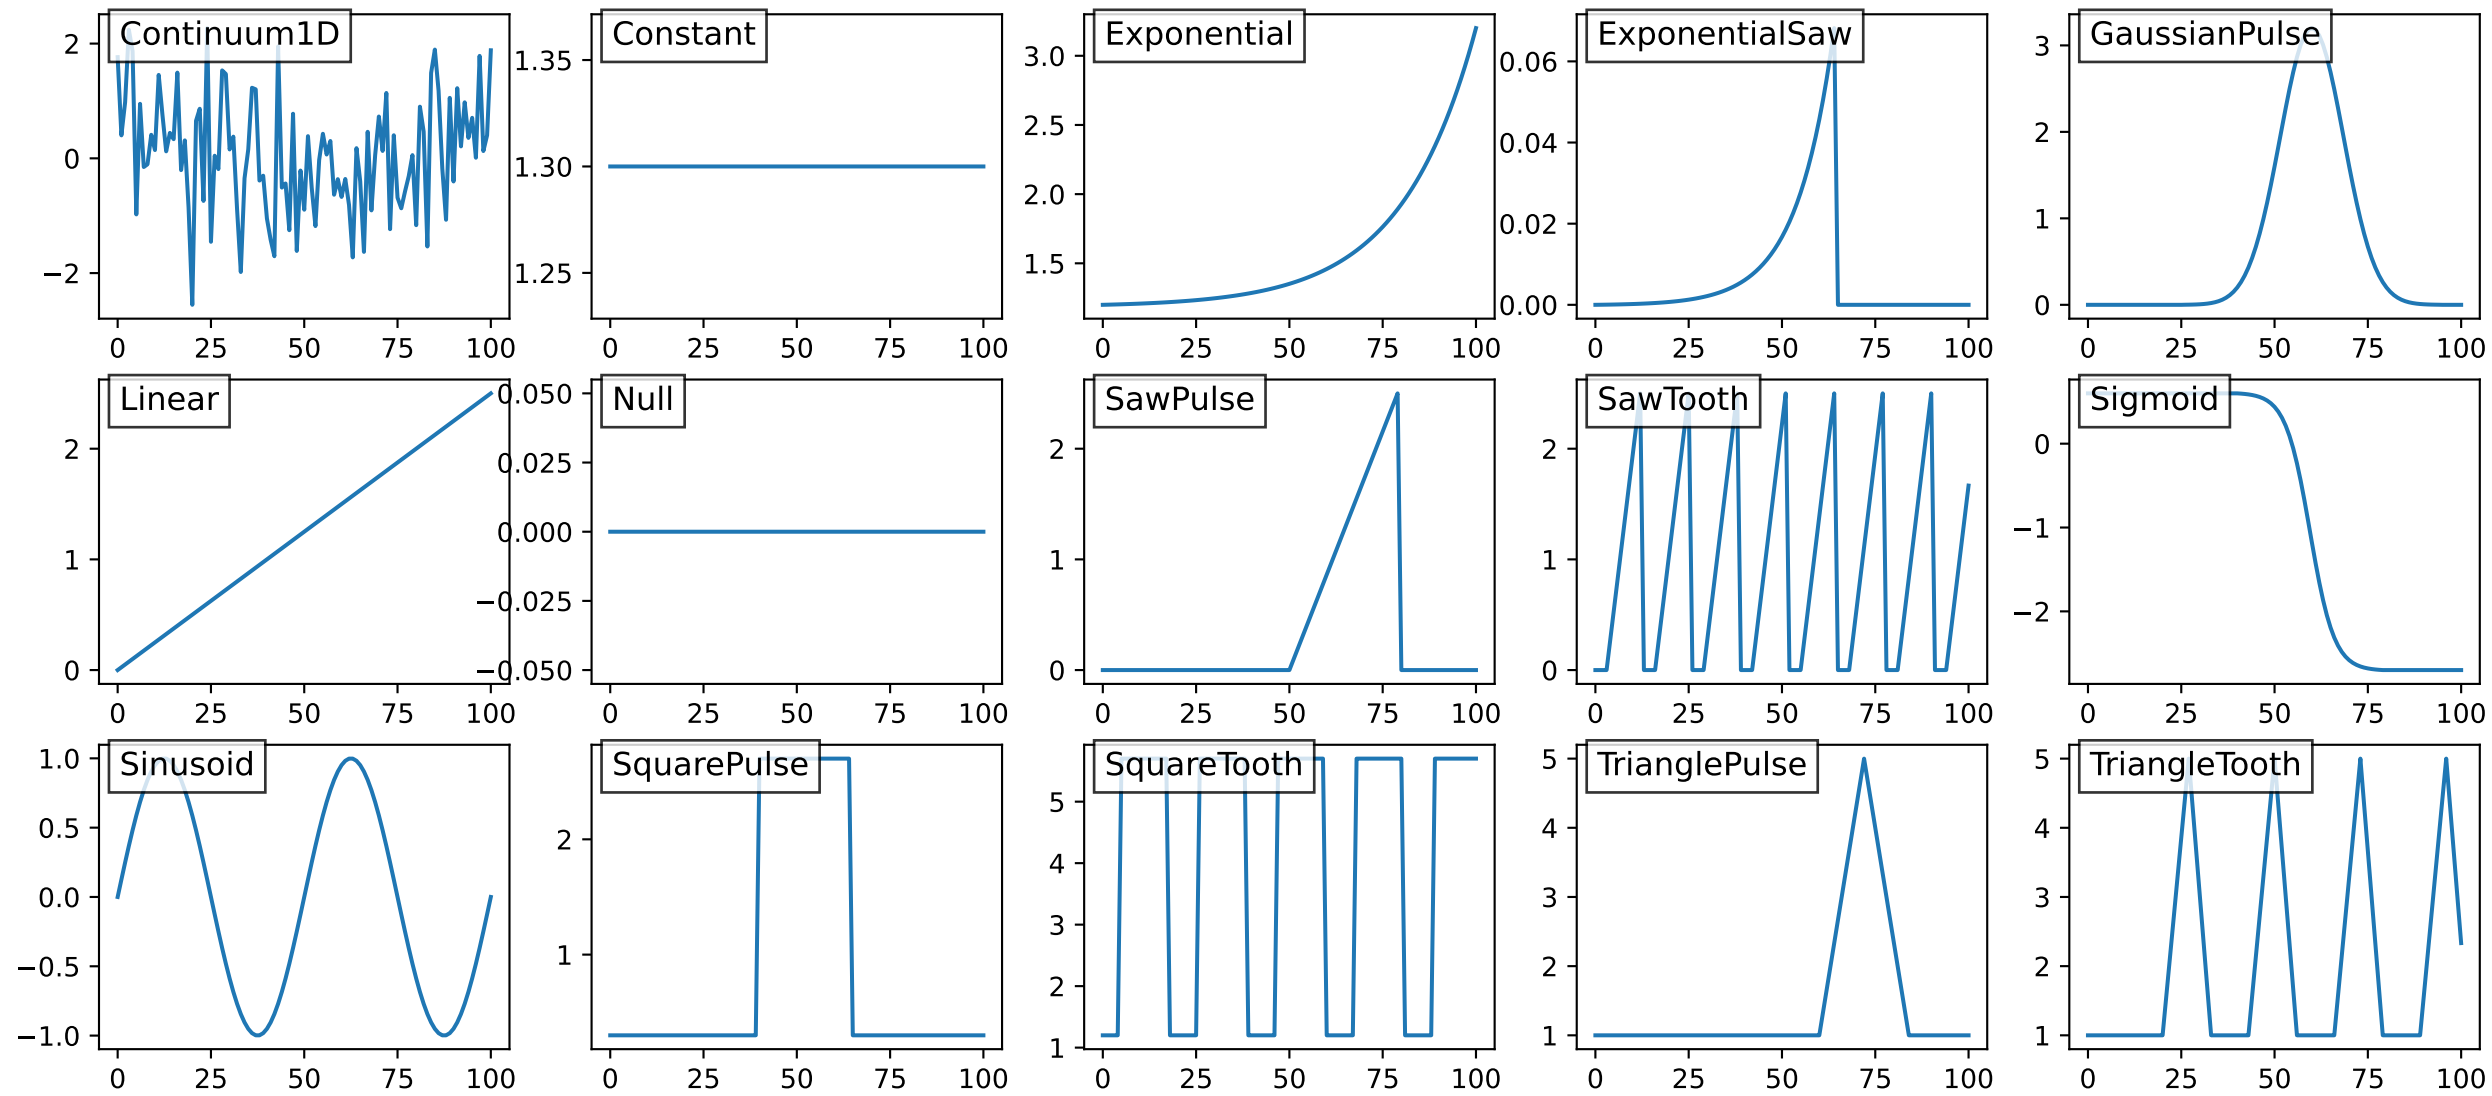 Continuum1D
2
0
−2
0 25 50 75 100
Constant
1.35
1.30
1.25
0 25 50 75 100
Exponential
3.0
2.5
2.0
1.5
0 25 50 75 100
ExponentialSaw
0.06
0.04
0.02
0.00
0 25 50 75 100
GaussianPulse
3
2
1
0
0 25 50 75 100
Linear
2
1
0
0 25 50 75 100
Null
0.050
0.025
0.000
−0.025
−0.050
0 25 50 75 100
SawPulse
2
1
0
0 25 50 75 100
SawTooth
2
1
0
0 25 50 75 100
Sigmoid
0
−1
−2
0 25 50 75 100
Sinusoid
1.0
0.5
0.0
−0.5
−1.0
0 25 50 75 100
SquarePulse
2
1
0 25 50 75 100
SquareTooth
5
4
3
2
1
0 25 50 75 100
TrianglePulse
5
4
3
2
1
0 25 50 75 100
TriangleTooth
5
4
3
2
1
0 25 50 75 100